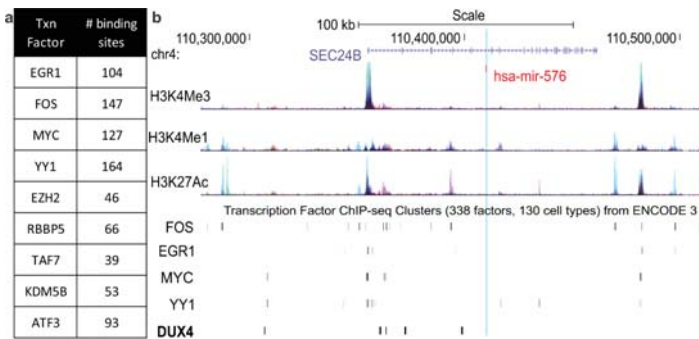 a
Txn Factor
# binding sites
EGR1 104
FOS 147
MYC 127
YY1 164
EZH2 46
RBBP5 66
TAF7 39
KDM5B 53
ATF3 93
b
Scale
100 kb
110,300,000
110,400,000
110,500,000
chr4:
SEC24B
hsa-mir-576
H3K4Me3
H3K4Me1
H3K27Ac
Transcription Factor ChIP-seq Clusters (338 factors, 130 cell types) from ENCODE 3
FOS
EGR1
MYC
YY1
DUX4